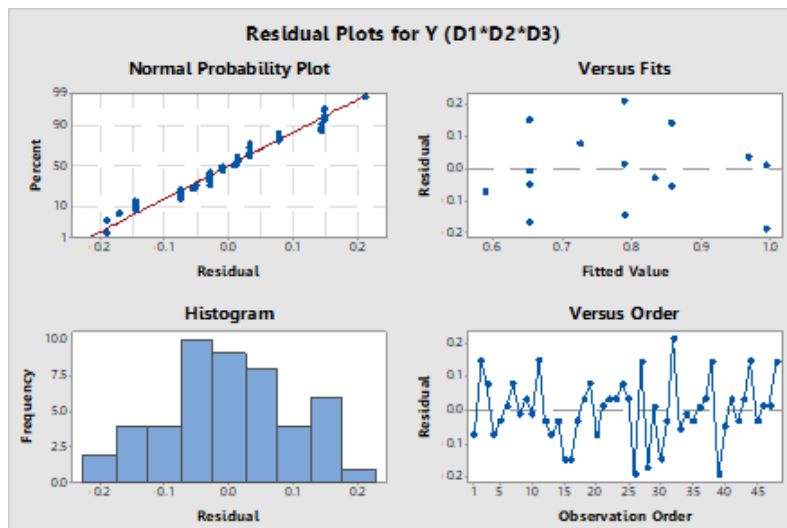 Residual Plots for Y (D1*D2*D3)
Normal Probability Plot
99
90
50
10
1
Percent
-0.2 -0.1 0.0 0.1 0.2
Residual
Versus Fits
0.2
0.1
0.0
-0.1
-0.2
Residual
0.6 0.7 0.8 0.9 1.0
Fitted Value
Histogram
10.0
7.5
5.0
2.5
0.0
Frequency
-0.2 -0.1 0.0 0.1 0.2
Residual
Versus Order
0.2
0.1
0.0
-0.1
-0.2
Residual
1 5 10 15 20 25 30 35 40 45
Observation Order